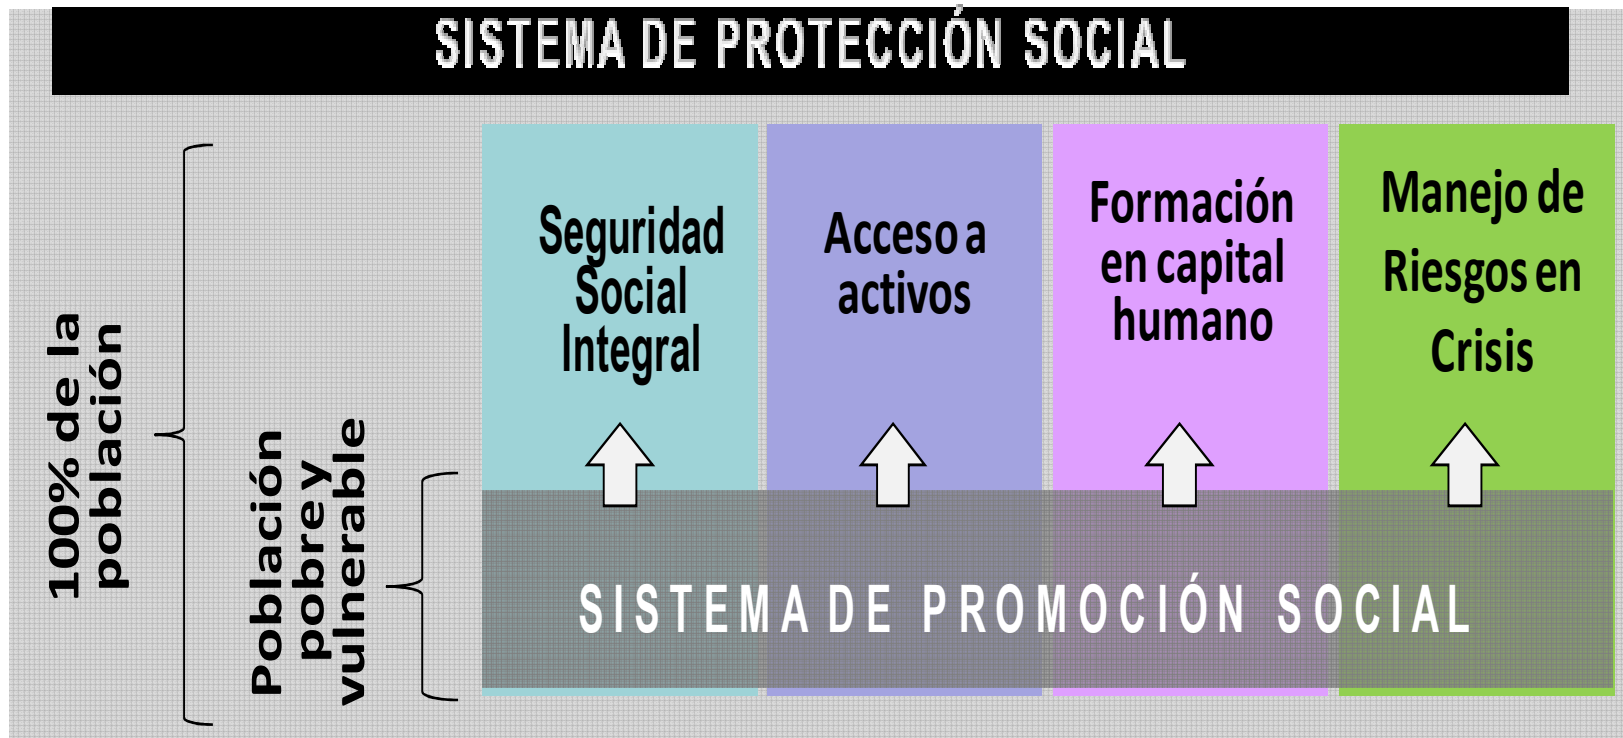 SISTEMA DE PROTECCIÓN SOCIAL
100% de la
población
Población
pobre y
vulnerable
Seguridad
Social
Integral
Acceso a
activos
Formación
en capital
humano
Manejo de
Riesgos en
Crisis
SISTEMA DE PROMOCIÓN SOCIAL